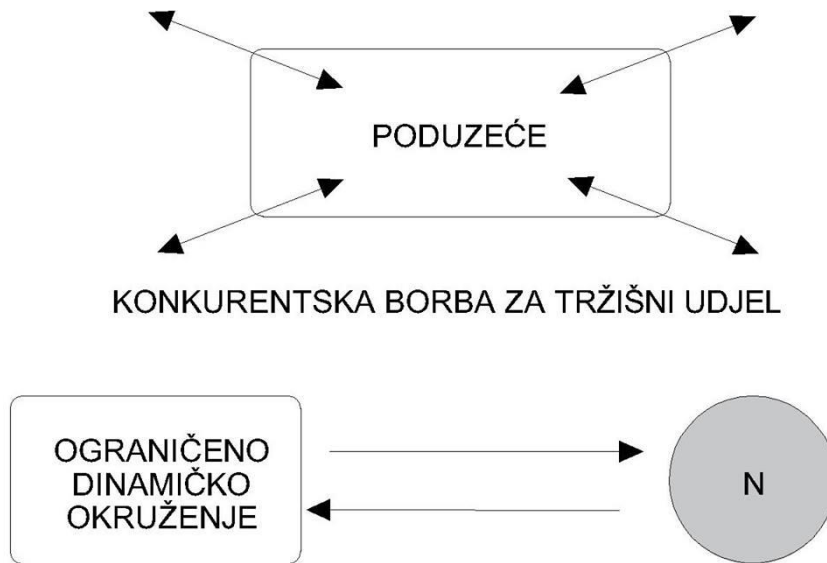 PODUZEĆE
KONKURENTSKA BORBA ZA TRŽIŠNI UDJEL
OGRANIČENO
DINAMIČKO
OKRUŽENJE
N